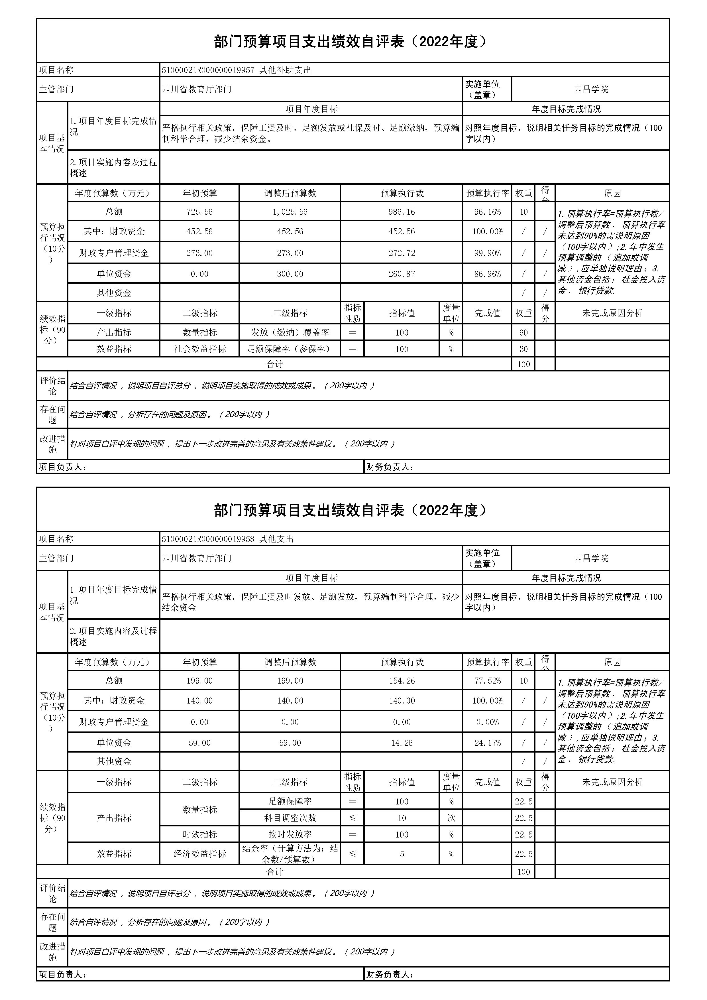 部门预算项目支出绩效自评表（2022年度）
项目名称 51000021R000000019957-其他补助支出
主管部门 四川省教育厅部门 实施单位（盖章） 西昌学院
项目基本情况 1.项目年度目标完成情况 项目年度目标 年度目标完成情况
严格执行相关政策，保障工资及时、足额发放或社保及时、足额缴纳，预算编制科学合理，减少结余资金。 对照年度目标，说明相关任务目标的完成情况（100字以内）
2.项目实施内容及过程概述
预算执行情况（10分） 年度预算数（万元） 年初预算 调整后预算数 预算执行数 预算执行率 权重 得分 原因
总额 725.56 1,025.56 986.16 96.16% 10
其中：财政资金 452.56 452.56 452.56 100.00% / /
财政专户管理资金 273.00 273.00 272.72 99.90% / /
单位资金 0.00 300.00 260.87 86.96% / /
其他资金 / /
1.预算执行率=预算执行数/调整后预算数，预算执行率未达到90%的需说明原因（100字以内）;2.年中发生预算调整的（追加或调减）,应单独说明理由；3.其他资金包括：社会投入资金、银行贷款.
绩效指标（90分） 一级指标 二级指标 三级指标 指标性质 指标值 度量单位 完成值 权重 得分 未完成原因分析
产出指标 数量指标 发放（缴纳）覆盖率 ＝ 100 % 60
效益指标 社会效益指标 足额保障率（参保率） ＝ 100 % 30
合计 100
评价结论 结合自评情况，说明项目自评总分，说明项目实施取得的成效或成果。（200字以内）
存在问题 结合自评情况，分析存在的问题及原因。（200字以内）
改进措施 针对项目自评中发现的问题，提出下一步改进完善的意见及有关政策性建议。（200字以内）
项目负责人： 财务负责人：
部门预算项目支出绩效自评表（2022年度）
项目名称 51000021R000000019958-其他支出
主管部门 四川省教育厅部门 实施单位（盖章） 西昌学院
项目基本情况 1.项目年度目标完成情况 项目年度目标 年度目标完成情况
严格执行相关政策，保障工资及时发放、足额发放，预算编制科学合理，减少结余资金 对照年度目标，说明相关任务目标的完成情况（100字以内）
2.项目实施内容及过程概述
预算执行情况（10分） 年度预算数（万元） 年初预算 调整后预算数 预算执行数 预算执行率 权重 得分 原因
总额 199.00 199.00 154.26 77.52% 10
其中：财政资金 140.00 140.00 140.00 100.00% / /
财政专户管理资金 0.00 0.00 0.00 0.00% / /
单位资金 59.00 59.00 14.26 24.17% / /
其他资金 / /
1.预算执行率=预算执行数/调整后预算数，预算执行率未达到90%的需说明原因（100字以内）;2.年中发生预算调整的（追加或调减）,应单独说明理由；3.其他资金包括：社会投入资金、银行贷款.
绩效指标（90分） 一级指标 二级指标 三级指标 指标性质 指标值 度量单位 完成值 权重 得分 未完成原因分析
产出指标 数量指标 足额保障率 ＝ 100 % 22.5
科目调整次数 ≤ 10 次 22.5
时效指标 按时发放率 ＝ 100 % 22.5
效益指标 经济效益指标 结余率（计算方法为：结余数/预算数） ≤ 5 % 22.5
合计 100
评价结论 结合自评情况，说明项目自评总分，说明项目实施取得的成效或成果。（200字以内）
存在问题 结合自评情况，分析存在的问题及原因。（200字以内）
改进措施 针对项目自评中发现的问题，提出下一步改进完善的意见及有关政策性建议。（200字以内）
项目负责人： 财务负责人：